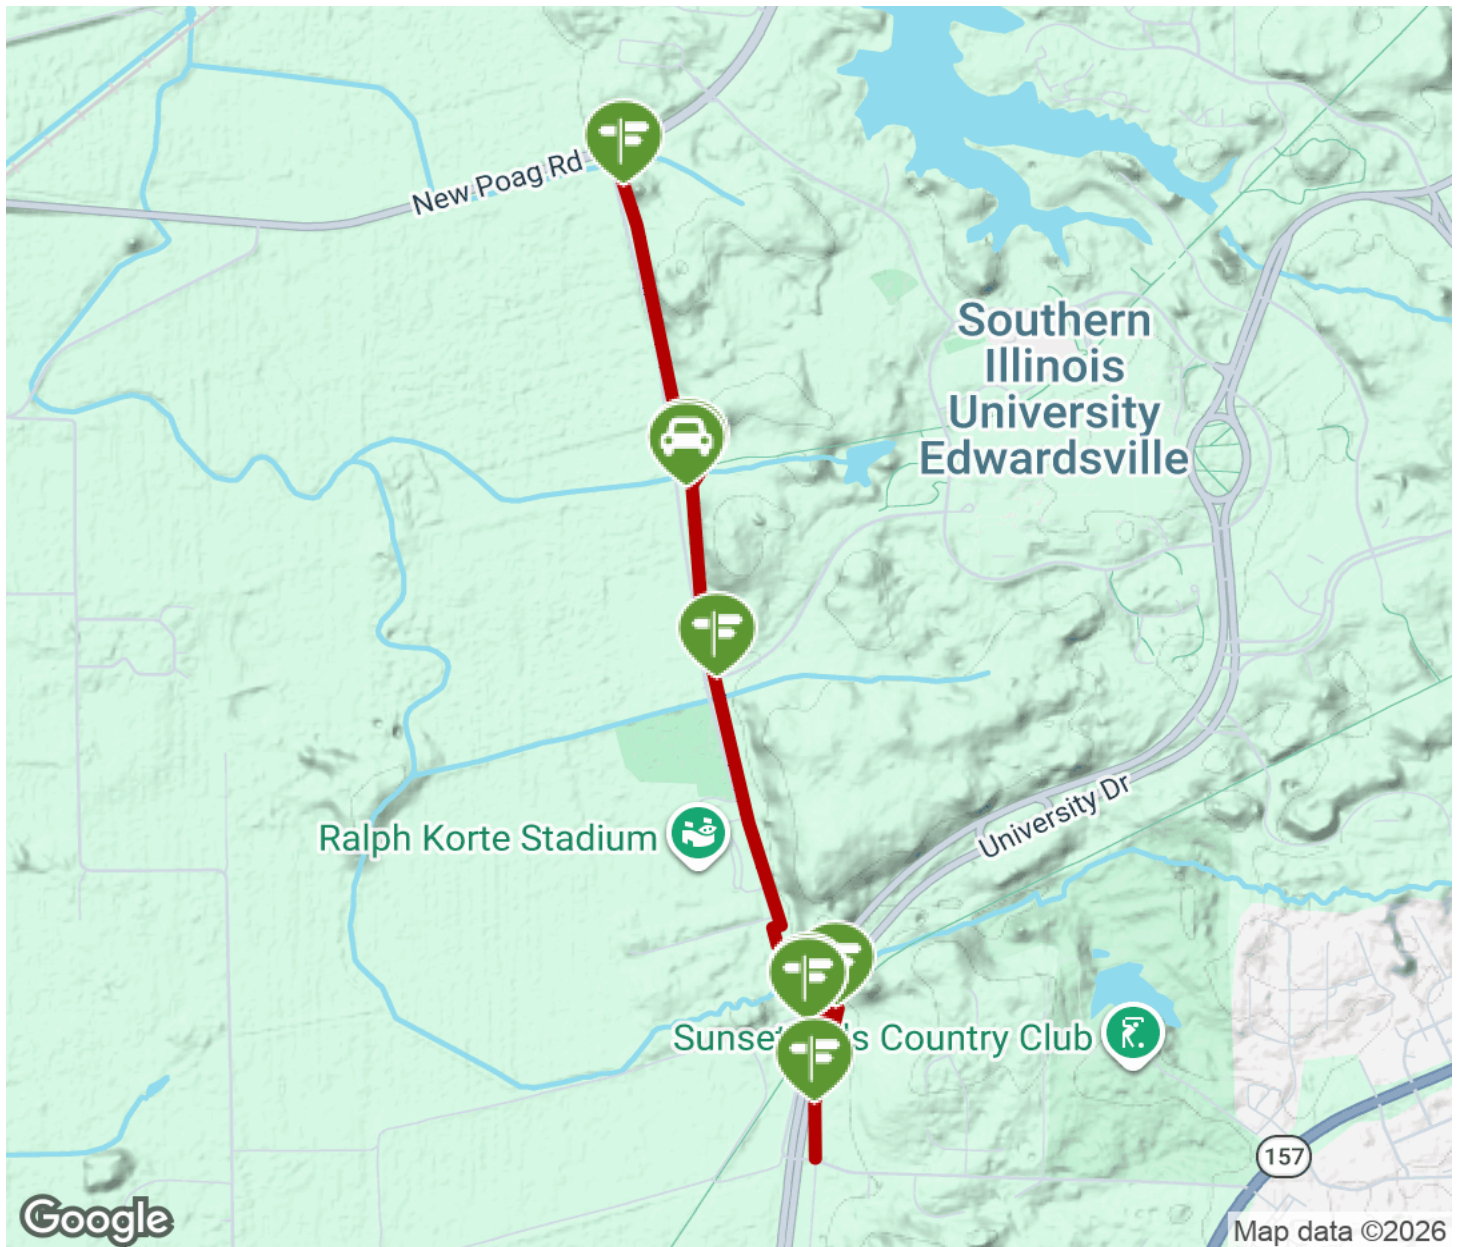 New Poag Rd
Southern
Illinois
University
Edwardsville
University Dr
Ralph Korte Stadium
Sunset 's Country Club
157
Google
Map data ©2026